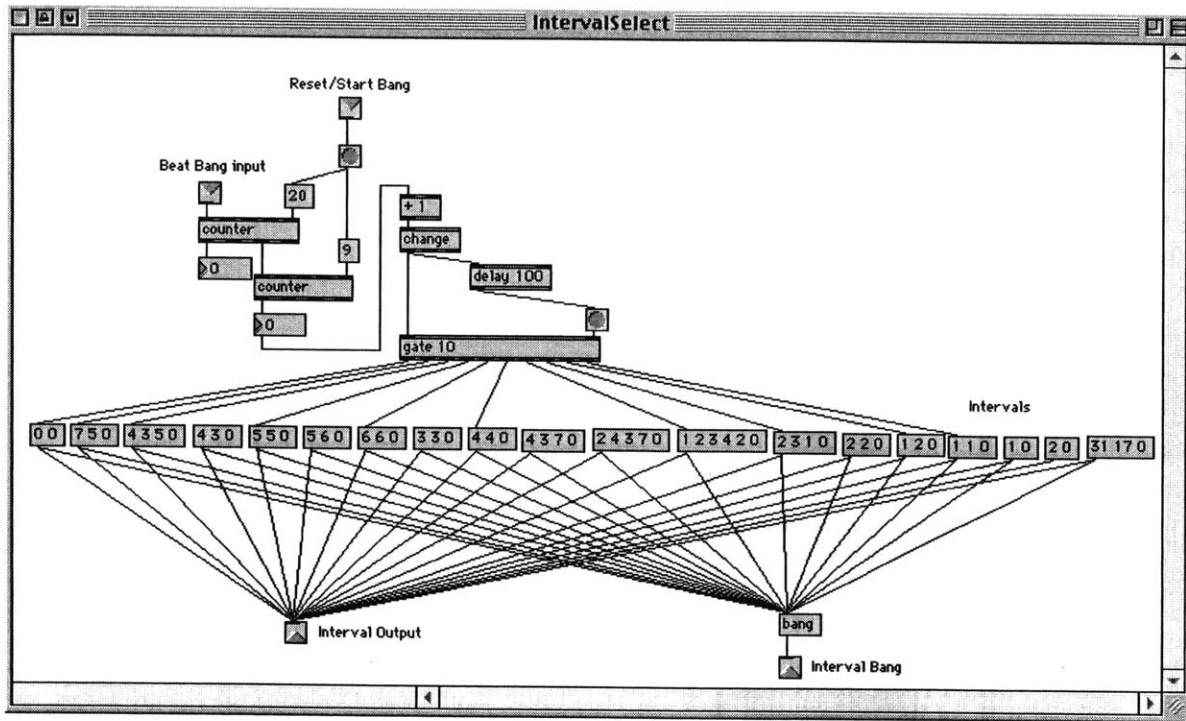 IntervalSelect
Reset/Start Bang
Beat Bang input
20
+ 1
counter
change
9
0
delay 100
counter
0
gate 10
Intervals
0 0
7 5 0
4 3 5 0
4 3 0
5 5 0
5 6 0
6 6 0
3 3 0
4 4 0
4 3 7 0
2 4 3 7 0
1 2 3 4 2 0
2 3 1 0
2 2 0
1 2 0
1 1 0
1 0
2 0
3 1 1 7 0
Interval Output
bang
Interval Bang